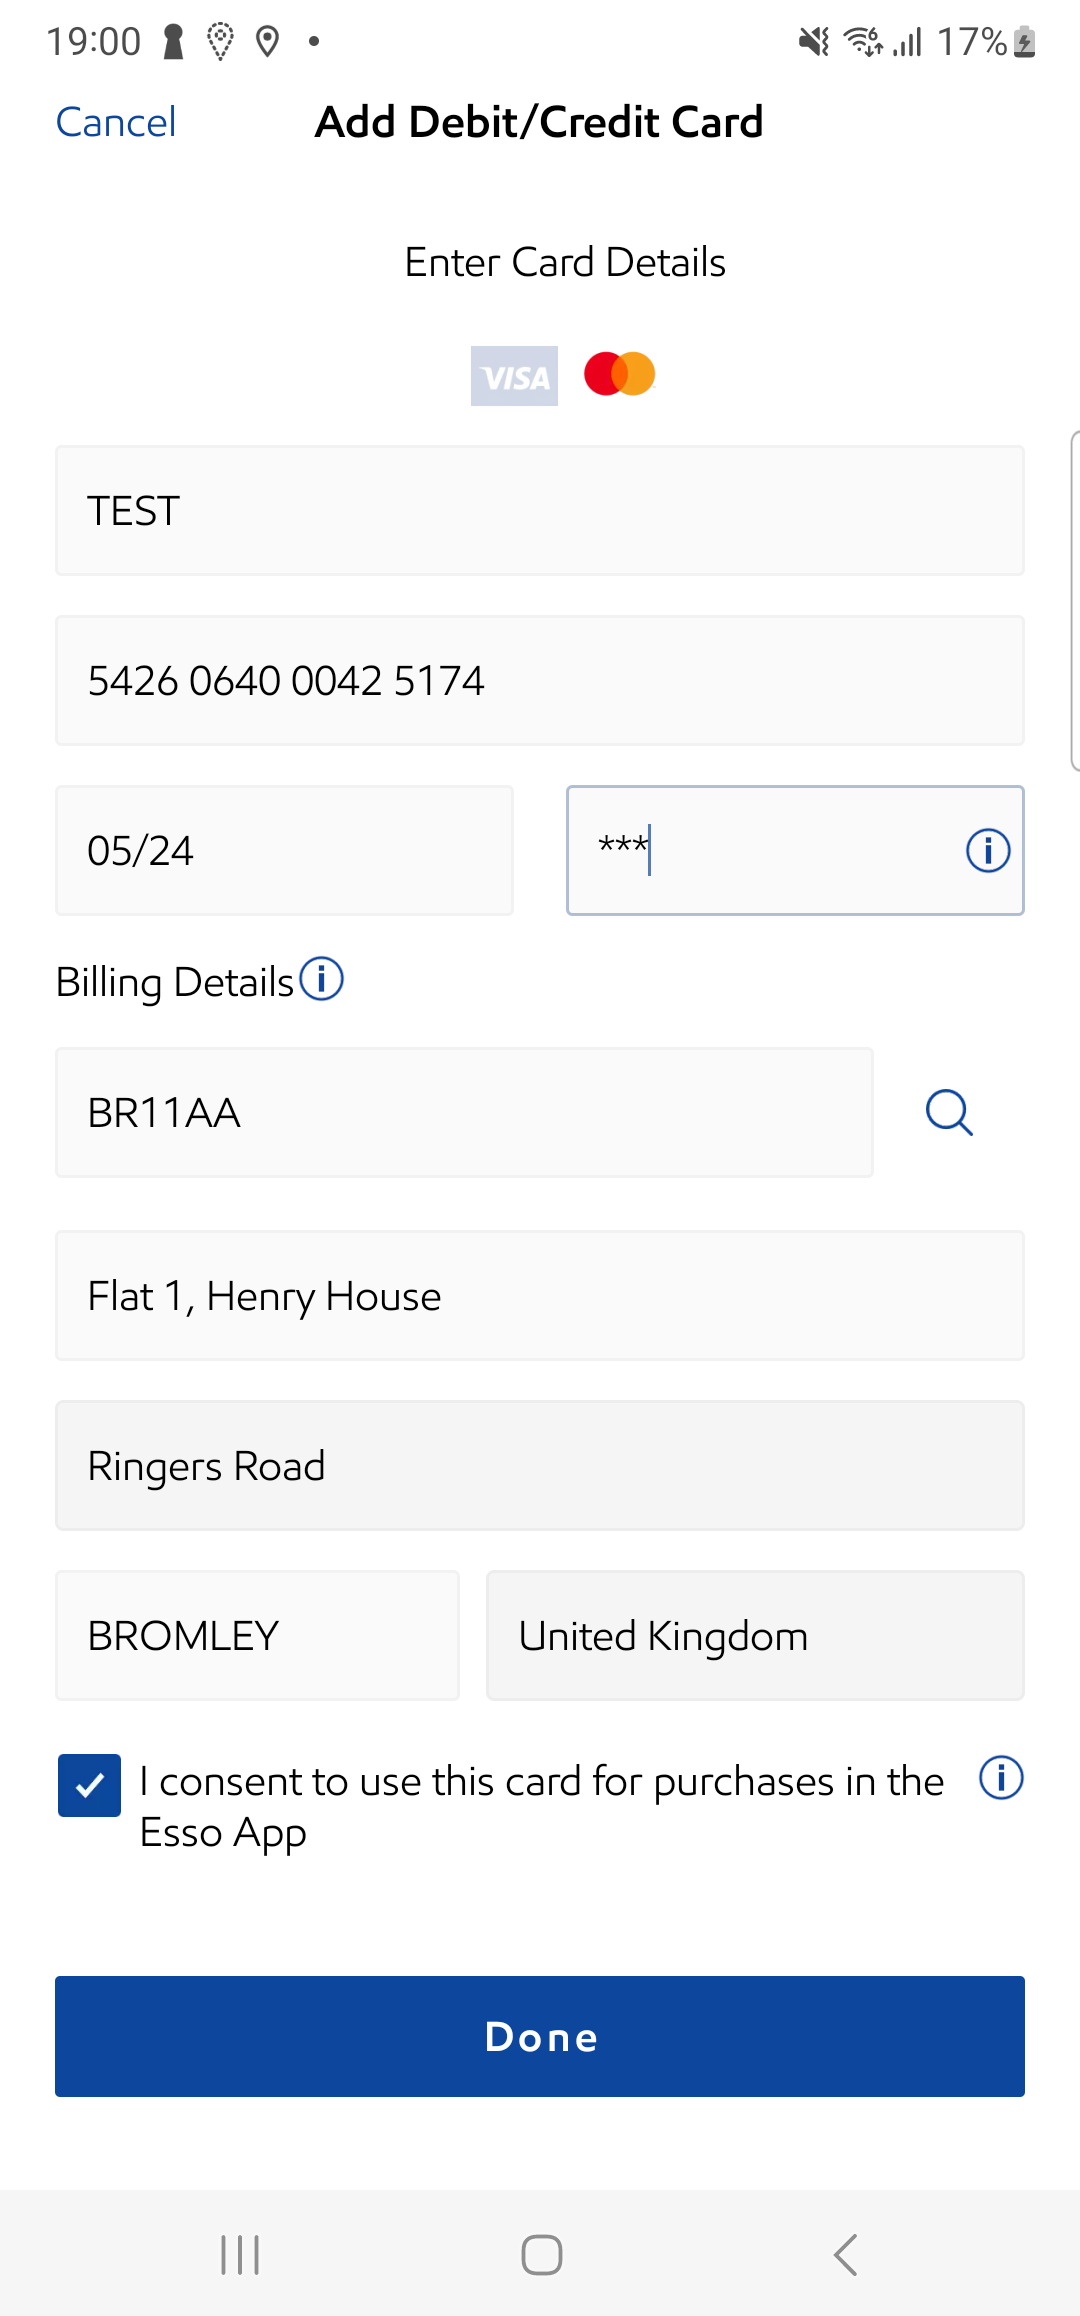 19:00
17%
Cancel
Add Debit/Credit Card
Enter Card Details
VISA
TEST
5426 0640 0042 5174
05/24
***
Billing Details
BR11AA
Flat 1, Henry House
Ringers Road
BROMLEY
United Kingdom
I consent to use this card for purchases in the
Esso App
Done